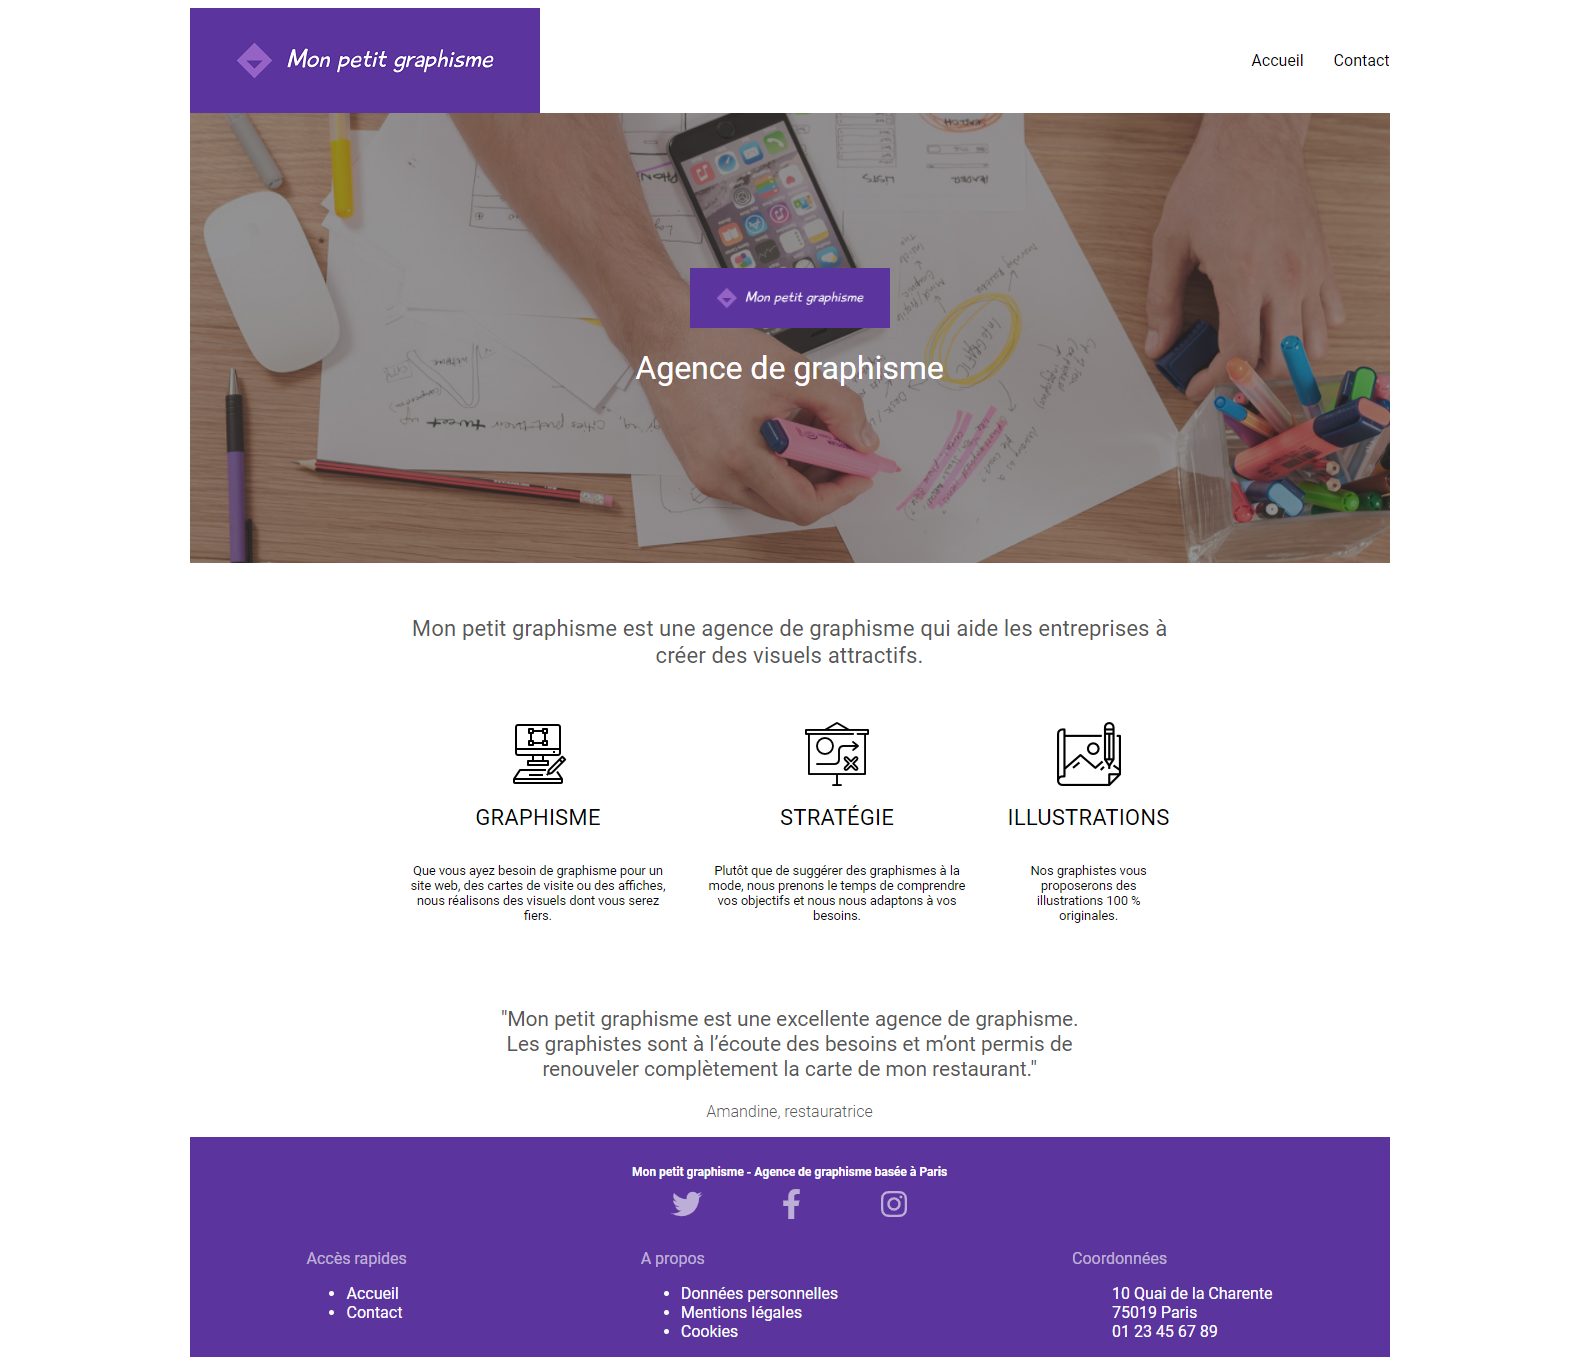 Mon petit graphisme
Accueil
Contact
SEARCH
PHON
LISTS
HEADER
Log
Mon petit graphisme
Agence de graphisme
Mon petit graphisme est une agence de graphisme qui aide les entreprises à
créer des visuels attractifs.
GRAPHISME
Que vous ayez besoin de graphisme pour un
site web, des cartes de visite ou des affiches,
nous réalisons des visuels dont vous serez
fiers.
STRATÉGIE
Plutôt que de suggérer des graphismes à la
mode, nous prenons le temps de comprendre
vos objectifs et nous nous adaptons à vos
besoins.
ILLUSTRATIONS
Nos graphistes vous
proposerons des
illustrations 100 %
originales.
"Mon petit graphisme est une excellente agence de graphisme.
Les graphistes sont à l’écoute des besoins et m’ont permis de
renouveler complètement la carte de mon restaurant."
Amandine, restauratrice
Mon petit graphisme - Agence de graphisme basée à Paris
Accès rapides
Accueil
Contact
A propos
Données personnelles
Mentions légales
Cookies
Coordonnées
10 Quai de la Charente
75019 Paris
01 23 45 67 89